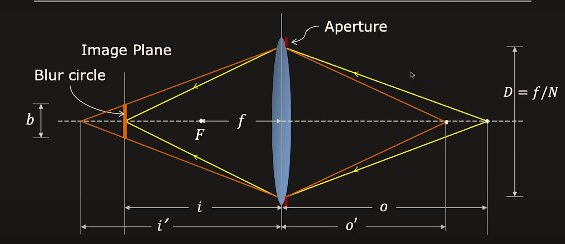 Aperture
Image Plane
Blur circle
D = f/N
b
F
f
i
o
i′
o′